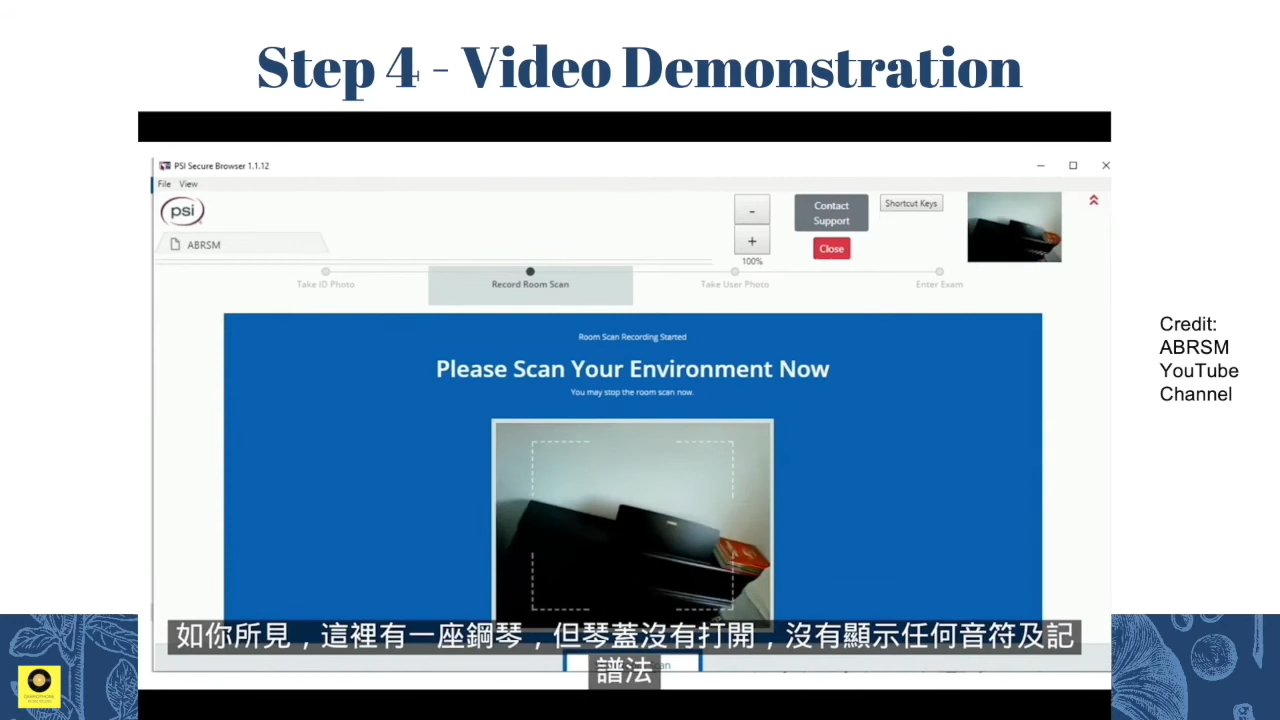 Step 4 - Video Demonstration
PSI Secure Browser 1.1.12
File View
psi
ABRSM
-
+
100%
Contact
Support
Close
Shortcut Keys
Take ID Photo
Record Room Scan
Take User Photo
Enter Exam
Room Scan Recording Started
Please Scan Your Environment Now
You may stop the room scan now.
Credit:
ABRSM
YouTube
Channel
如你所見，這裡有一座鋼琴，但琴蓋沒有打開，沒有顯示任何音符及記
譜法